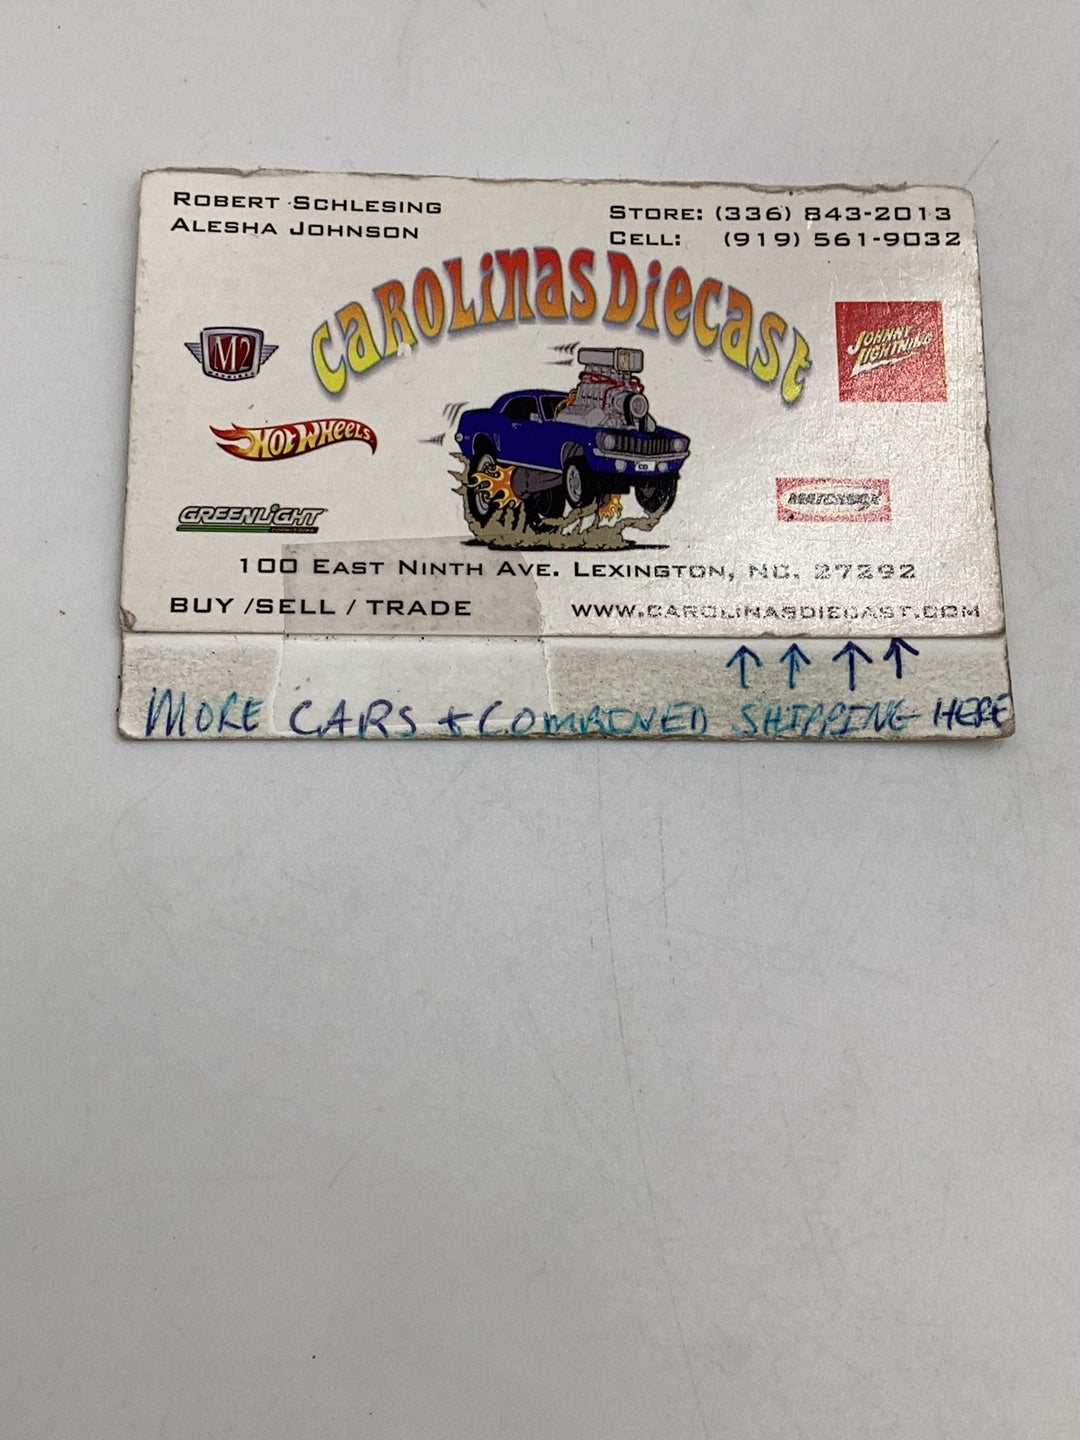 ROBERT SCHLESING
ALESHA JOHNSON
STORE: (336) 843-2013
CELL: (919) 561-9032
CAROLINAS DIECAST
M2
MACHINES
JOHNNY LIGHTNING
HOT WHEELS
MATCHBOX
GREENLIGHT
100 EAST NINTH AVE. LEXINGTON, NC. 27292
BUY /SELL / TRADE
WWW.CAROLINASDIECAST.COM
↑ ↑ ↑ ↑
MORE CARS + COMBINED SHIPPING HERE